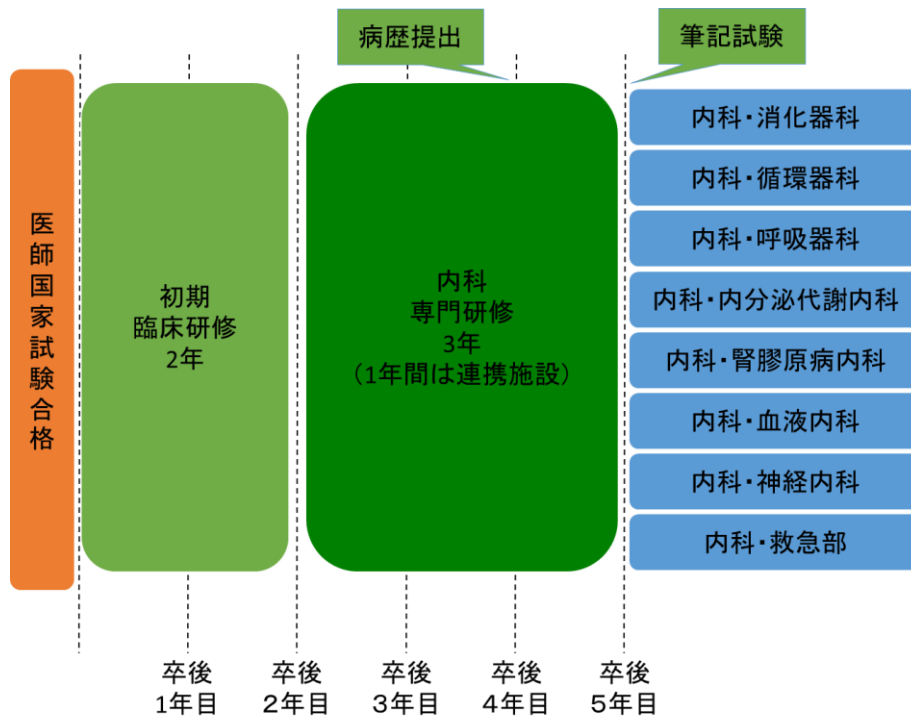 病歴提出
筆記試験
医師国家試験合格
初期
臨床研修
2年
内科
専門研修
3年
(1年間は連携施設)
内科・消化器科
内科・循環器科
内科・呼吸器科
内科・内分泌代謝内科
内科・腎膠原病内科
内科・血液内科
内科・神経内科
内科・救急部
卒後
1年目
卒後
2年目
卒後
3年目
卒後
4年目
卒後
5年目